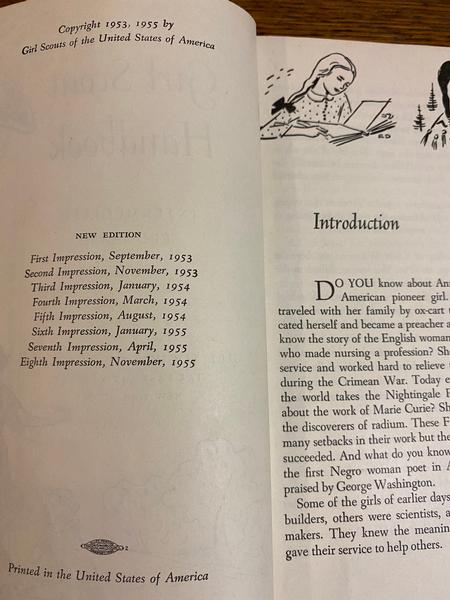 Copyright 1953, 1955 by
Girl Scouts of the United States of America
NEW EDITION
First Impression, September, 1953
Second Impression, November, 1953
Third Impression, January, 1954
Fourth Impression, March, 1954
Fifth Impression, August, 1954
Sixth Impression, January, 1955
Seventh Impression, April, 1955
Eighth Impression, November, 1955
2
Printed in the United States of America
ED
Introduction
DO YOU know about
American pioneer girl.
traveled with her family by ox-cart
cated herself and became a preacher
know the story of the English woman
who made nursing a profession?
service and worked hard to relieve
during the Crimean War. Today
the world takes the Nightingale
about the work of Marie Curie?
the discoverers of radium. These
many setbacks in their work but
succeeded. And what do you know
the first Negro woman poet in
praised by George Washington.
Some of the girls of earlier days
builders, others were scientists,
makers. They knew the
gave their service to help others.